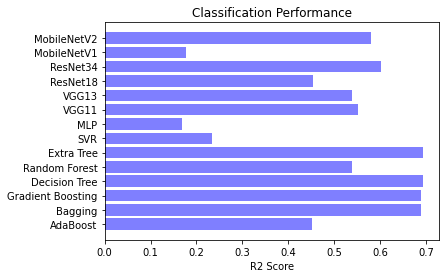 Classification Performance
MobileNetV2
MobileNetV1
ResNet34
ResNet18
VGG13
VGG11
MLP
SVR
Extra Tree
Random Forest
Decision Tree
Gradient Boosting
Bagging
AdaBoost
0.0 0.1 0.2 0.3 0.4 0.5 0.6 0.7
R2 Score